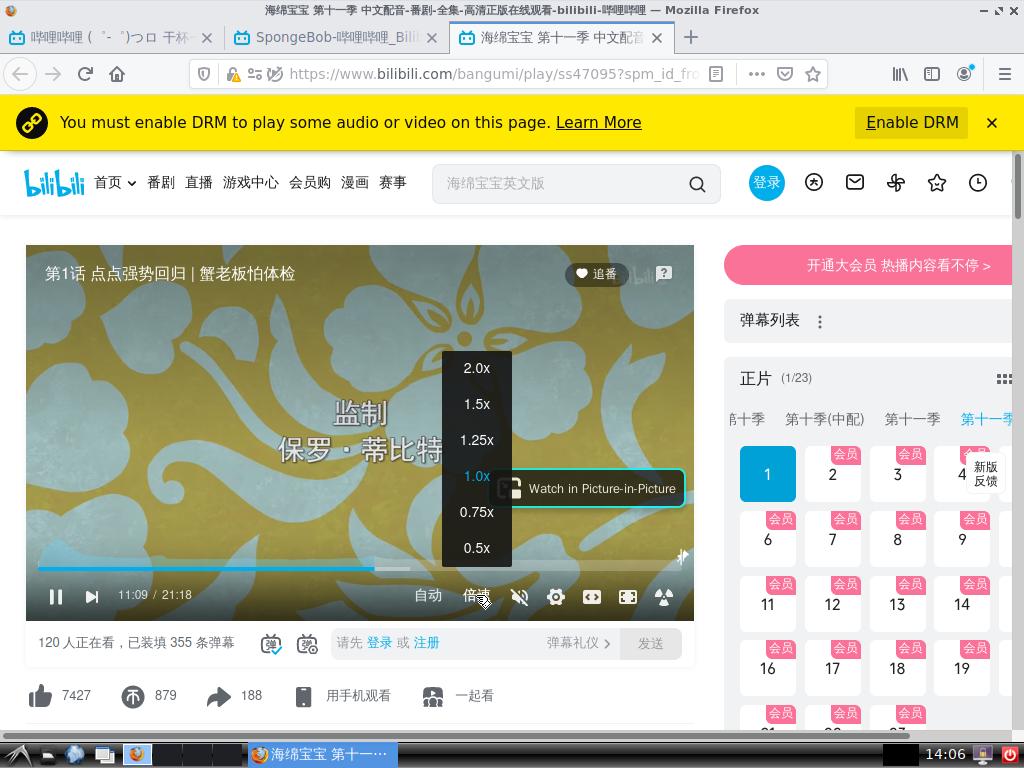 海绵宝宝 第十一季 中文配音-番剧-全集-高清正版在线观看-bilibili-哔哩哔哩 — Mozilla Firefox
哔哩哔哩 (゜-゜)つロ 干杯
SpongeBob-哔哩哔哩_Bili
海绵宝宝 第十一季 中文配音
https://www.bilibili.com/bangumi/play/ss47095?spm_id_fro
You must enable DRM to play some audio or video on this page. Learn More
Enable DRM
bilibili 首页 番剧 直播 游戏中心 会员购 漫画 赛事
海绵宝宝英文版
登录
第1话 点点强势回归 | 蟹老板怕体检
追番
开通大会员 热播内容看不停 >
弹幕列表
正片 (1/23)
第十季 第十季(中配) 第十一季 第十一季
监制
保罗·蒂比特
2.0x
1.5x
1.25x
1.0x
0.75x
0.5x
Watch in Picture-in-Picture
11:09 / 21:18
自动
倍速
1
会员
2
会员
3
会员
4
新版
反馈
会员
6
会员
7
会员
8
会员
9
会员
11
会员
12
会员
13
会员
14
会员
16
会员
17
会员
18
会员
19
会员
会员
会员
120 人正在看，已装填 355 条弹幕
请先 登录 或 注册
弹幕礼仪 >
发送
7427
879
188
用手机观看
一起看
海绵宝宝 第十一…
14:06